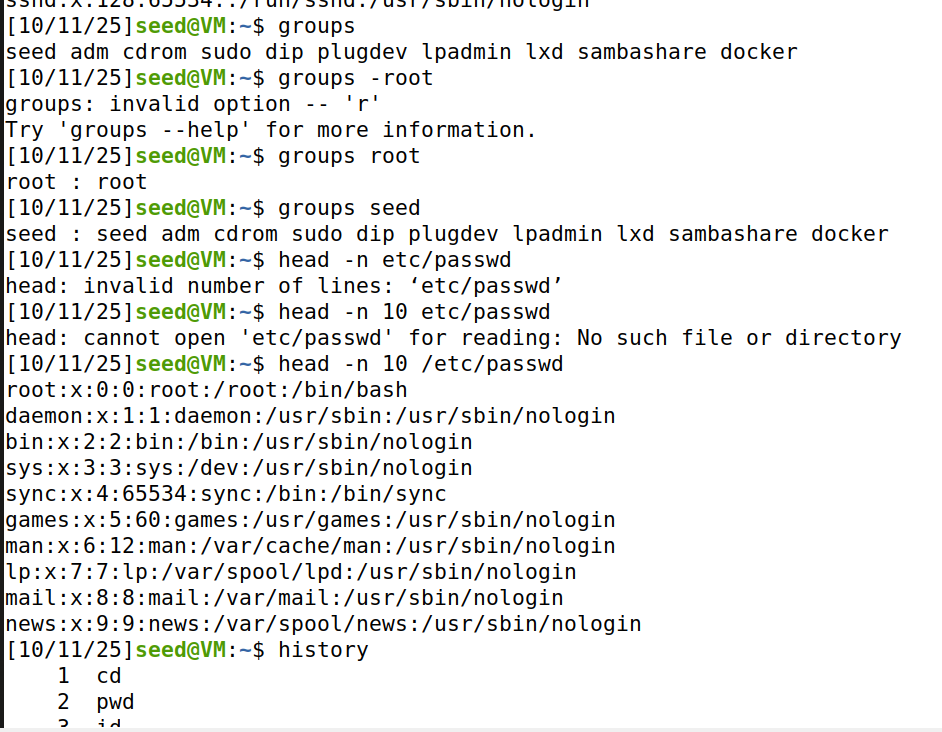 sshd:x:128:65534::/run/sshd:/usr/sbin/nologin
[10/11/25]seed@VM:~$ groups
seed adm cdrom sudo dip plugdev lpadmin lxd sambashare docker
[10/11/25]seed@VM:~$ groups -root
groups: invalid option -- 'r'
Try 'groups --help' for more information.
[10/11/25]seed@VM:~$ groups root
root : root
[10/11/25]seed@VM:~$ groups seed
seed : seed adm cdrom sudo dip plugdev lpadmin lxd sambashare docker
[10/11/25]seed@VM:~$ head -n etc/passwd
head: invalid number of lines: ‘etc/passwd’
[10/11/25]seed@VM:~$ head -n 10 etc/passwd
head: cannot open 'etc/passwd' for reading: No such file or directory
[10/11/25]seed@VM:~$ head -n 10 /etc/passwd
root:x:0:0:root:/root:/bin/bash
daemon:x:1:1:daemon:/usr/sbin:/usr/sbin/nologin
bin:x:2:2:bin:/bin:/usr/sbin/nologin
sys:x:3:3:sys:/dev:/usr/sbin/nologin
sync:x:4:65534:sync:/bin:/bin/sync
games:x:5:60:games:/usr/games:/usr/sbin/nologin
man:x:6:12:man:/var/cache/man:/usr/sbin/nologin
lp:x:7:7:lp:/var/spool/lpd:/usr/sbin/nologin
mail:x:8:8:mail:/var/mail:/usr/sbin/nologin
news:x:9:9:news:/var/spool/news:/usr/sbin/nologin
[10/11/25]seed@VM:~$ history
    1  cd
    2  pwd
    3  id